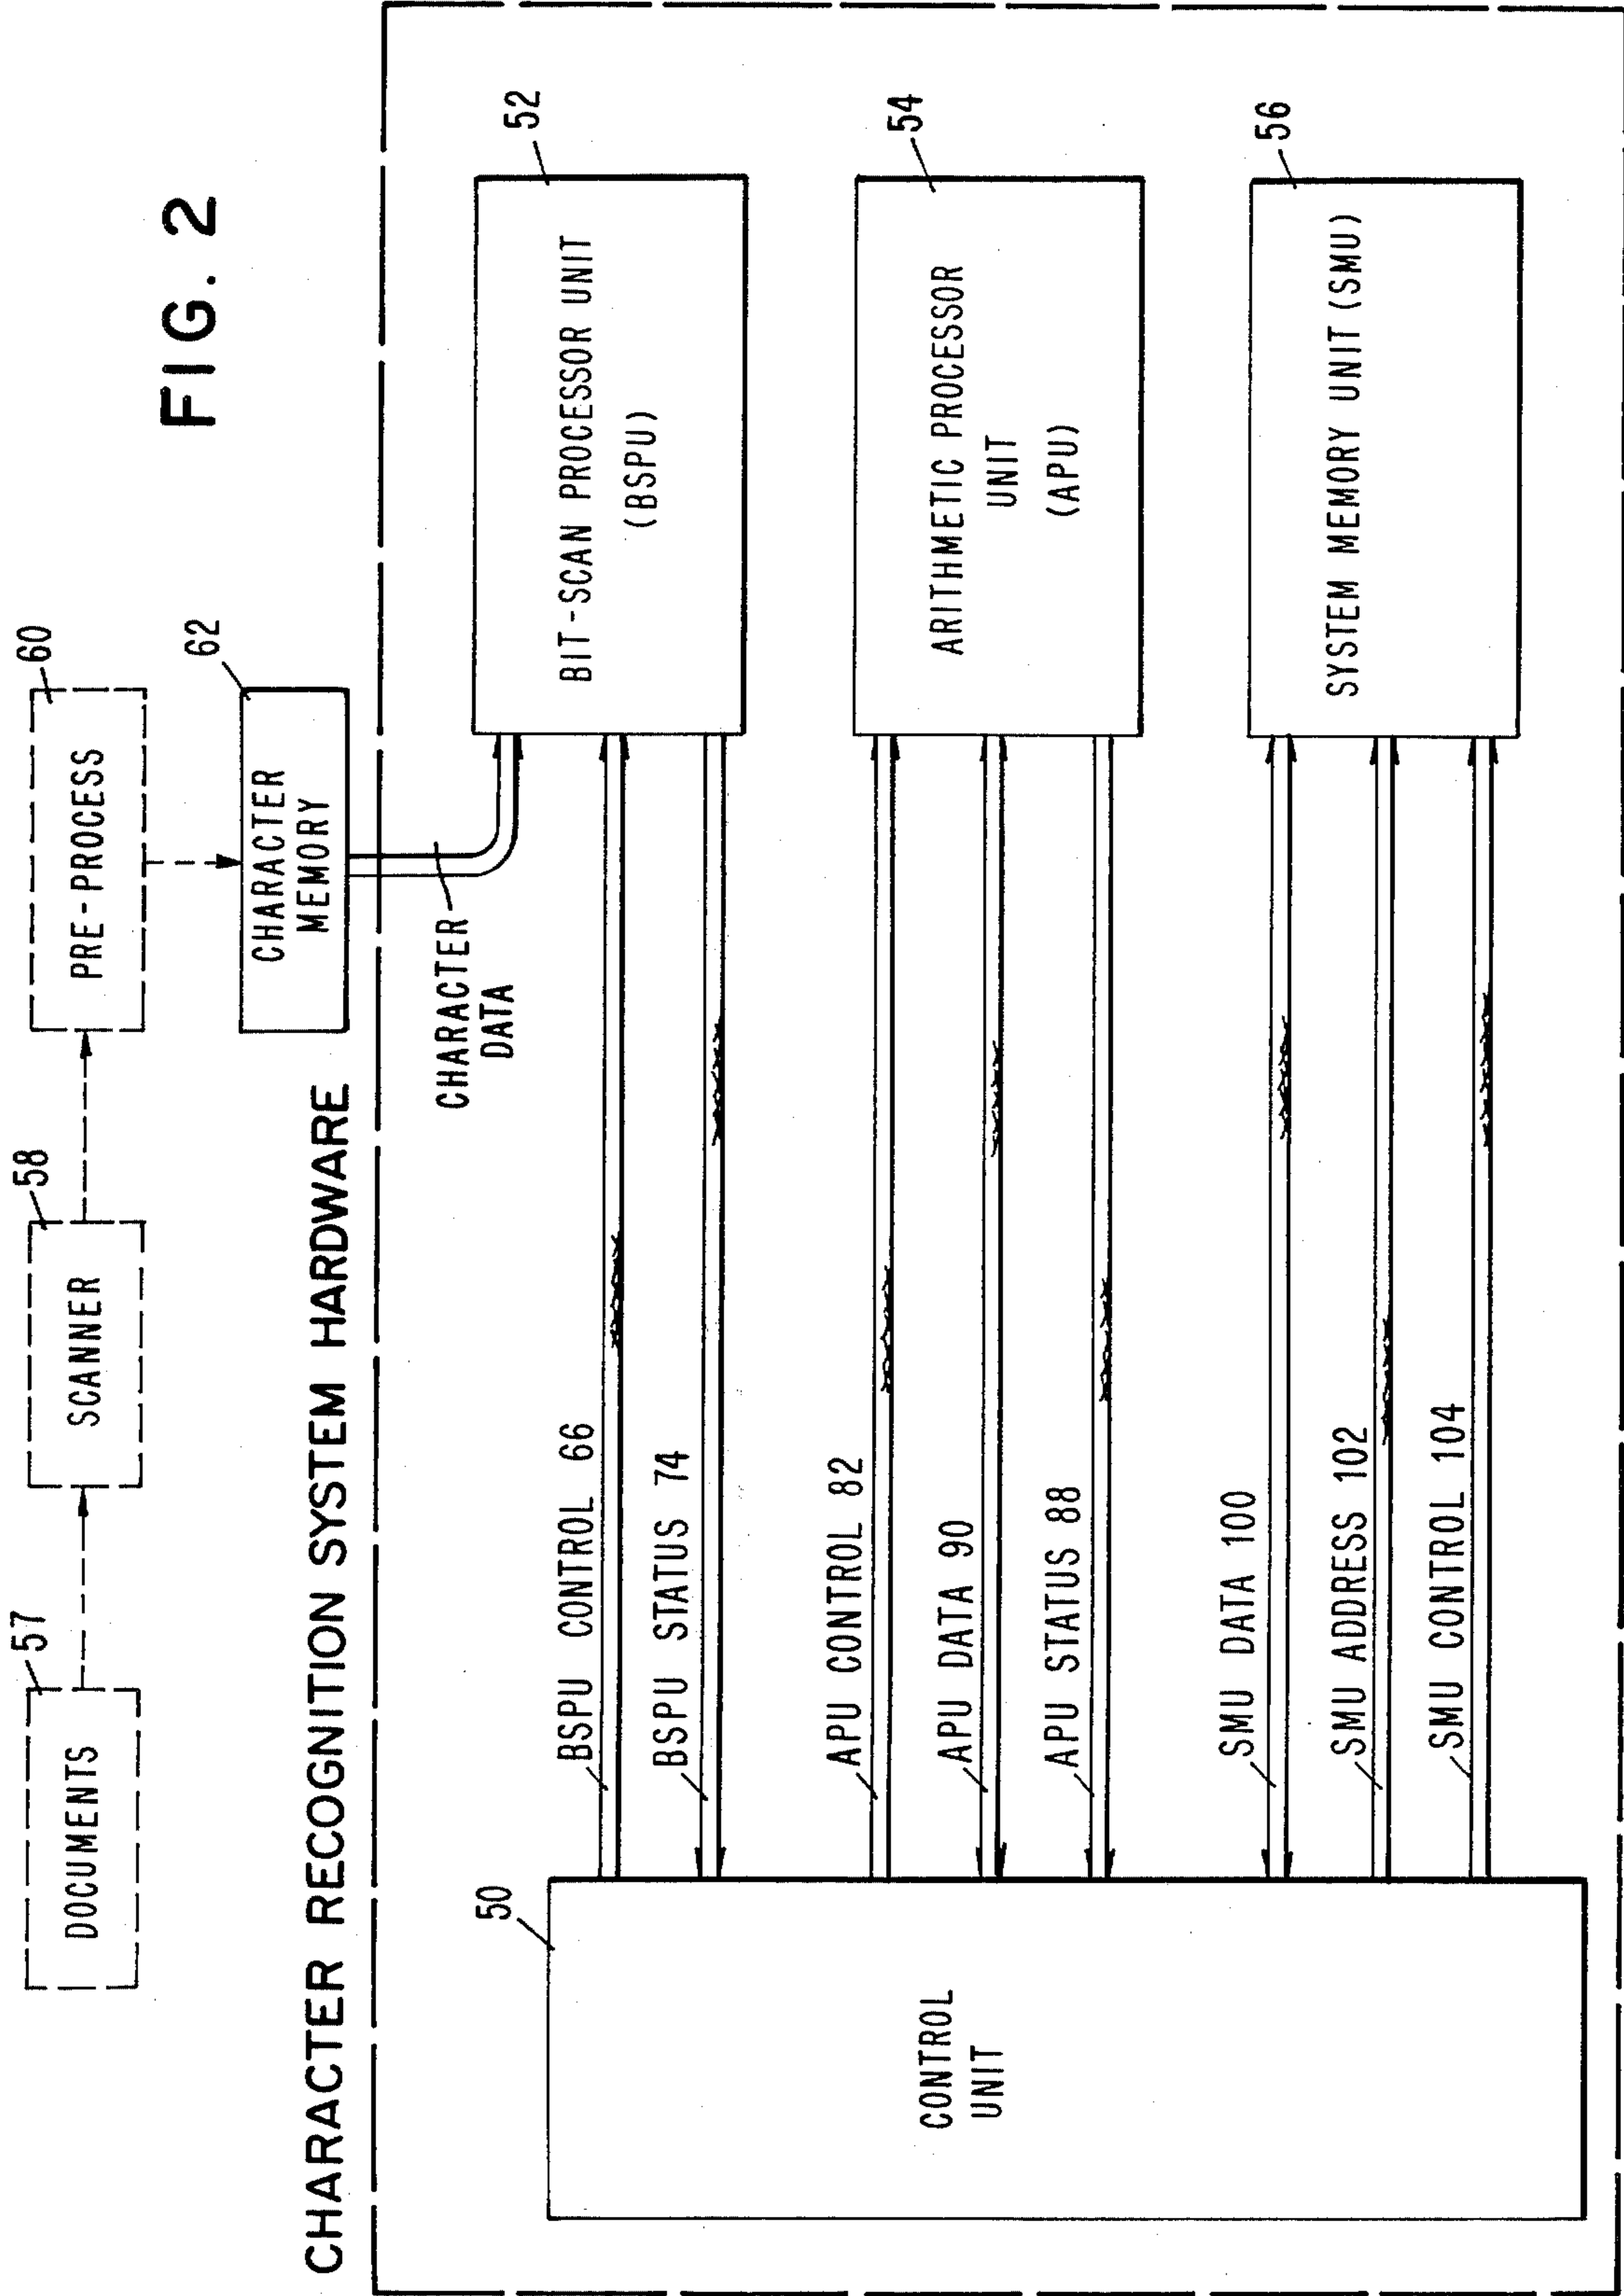 FIG. 2
57
58
60
DOCUMENTS
SCANNER
PRE-PROCESS
62
CHARACTER
MEMORY
CHARACTER RECOGNITION SYSTEM HARDWARE
CHARACTER
DATA
50
CONTROL
UNIT
52
BIT-SCAN PROCESSOR UNIT
(BSPU)
BSPU CONTROL 66
BSPU STATUS 74
54
ARITHMETIC PROCESSOR
UNIT
(APU)
APU CONTROL 82
APU DATA 90
APU STATUS 88
56
SYSTEM MEMORY UNIT (SMU)
SMU DATA 100
SMU ADDRESS 102
SMU CONTROL 104